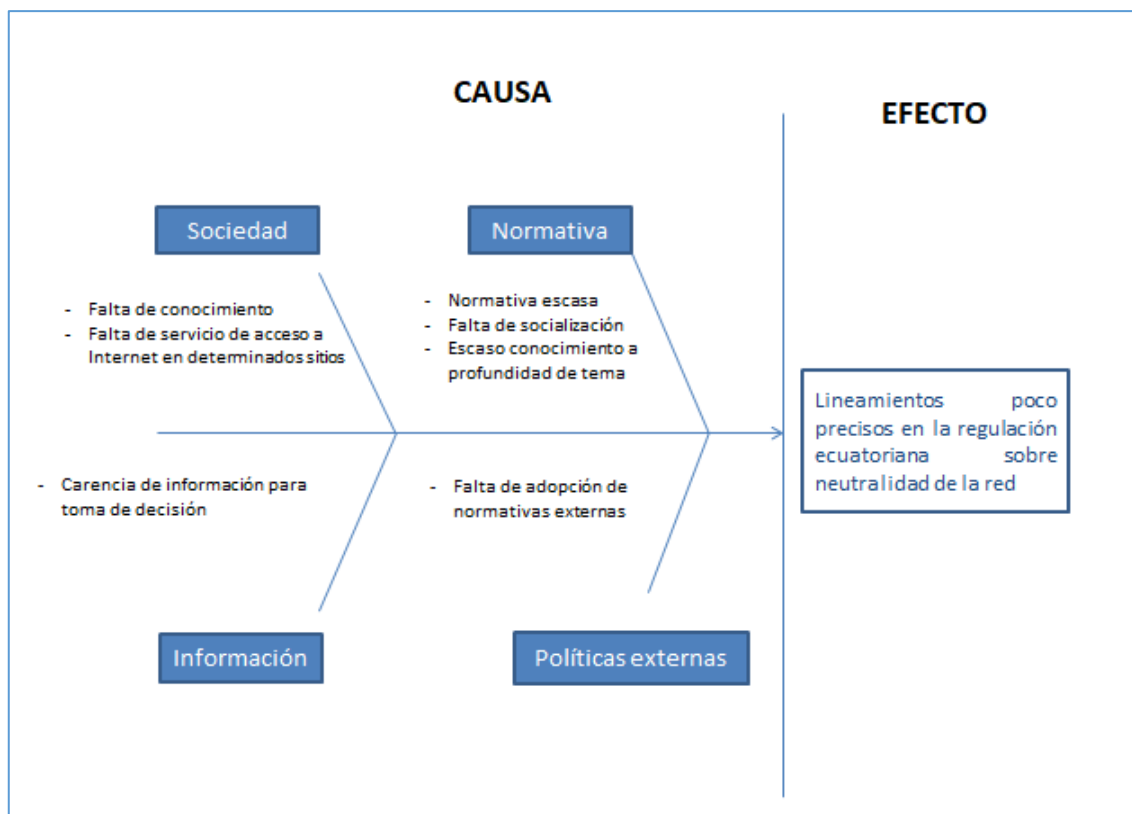 CAUSA
EFECTO
Sociedad
Normativa
- Falta de conocimiento
- Falta de servicio de acceso a
Internet en determinados sitios
- Normativa escasa
- Falta de socialización
- Escaso conocimiento a
profundidad de tema
Lineamientos poco
precisos en la regulación
ecuatoriana sobre
neutralidad de la red
- Carencia de información para
toma de decisión
- Falta de adopción de
normativas externas
Información
Políticas externas